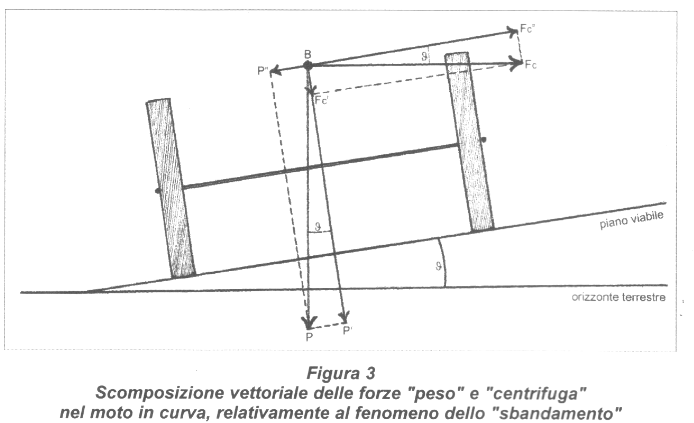 Fc"
B
ϑ
Fc
P"
Fc'
ϑ
piano viabile
ϑ
orizzonte terrestre
P
P'
Figura 3
Scomposizione vettoriale delle forze "peso" e "centrifuga"
nel moto in curva, relativamente al fenomeno dello "sbandamento"